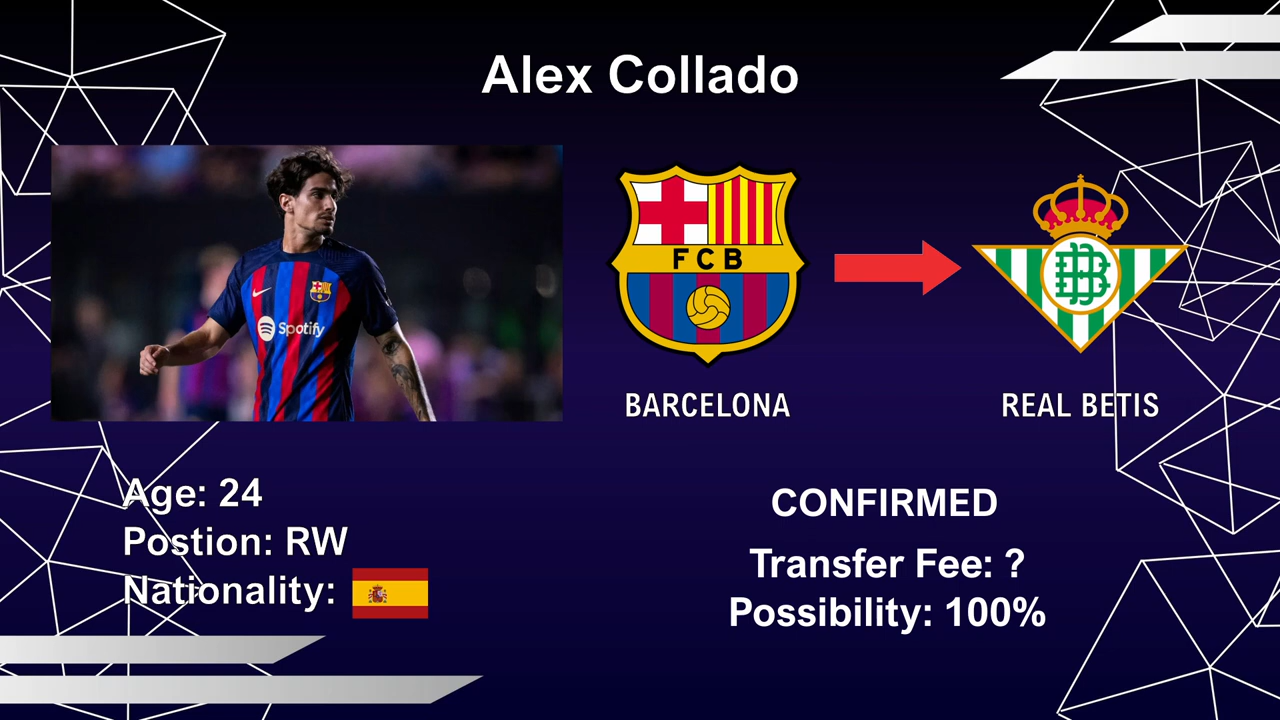 Alex Collado
Spotify
FCB
BARCELONA
REAL BETIS
Age: 24
Postion: RW
Nationality:
CONFIRMED
Transfer Fee: ?
Possibility: 100%